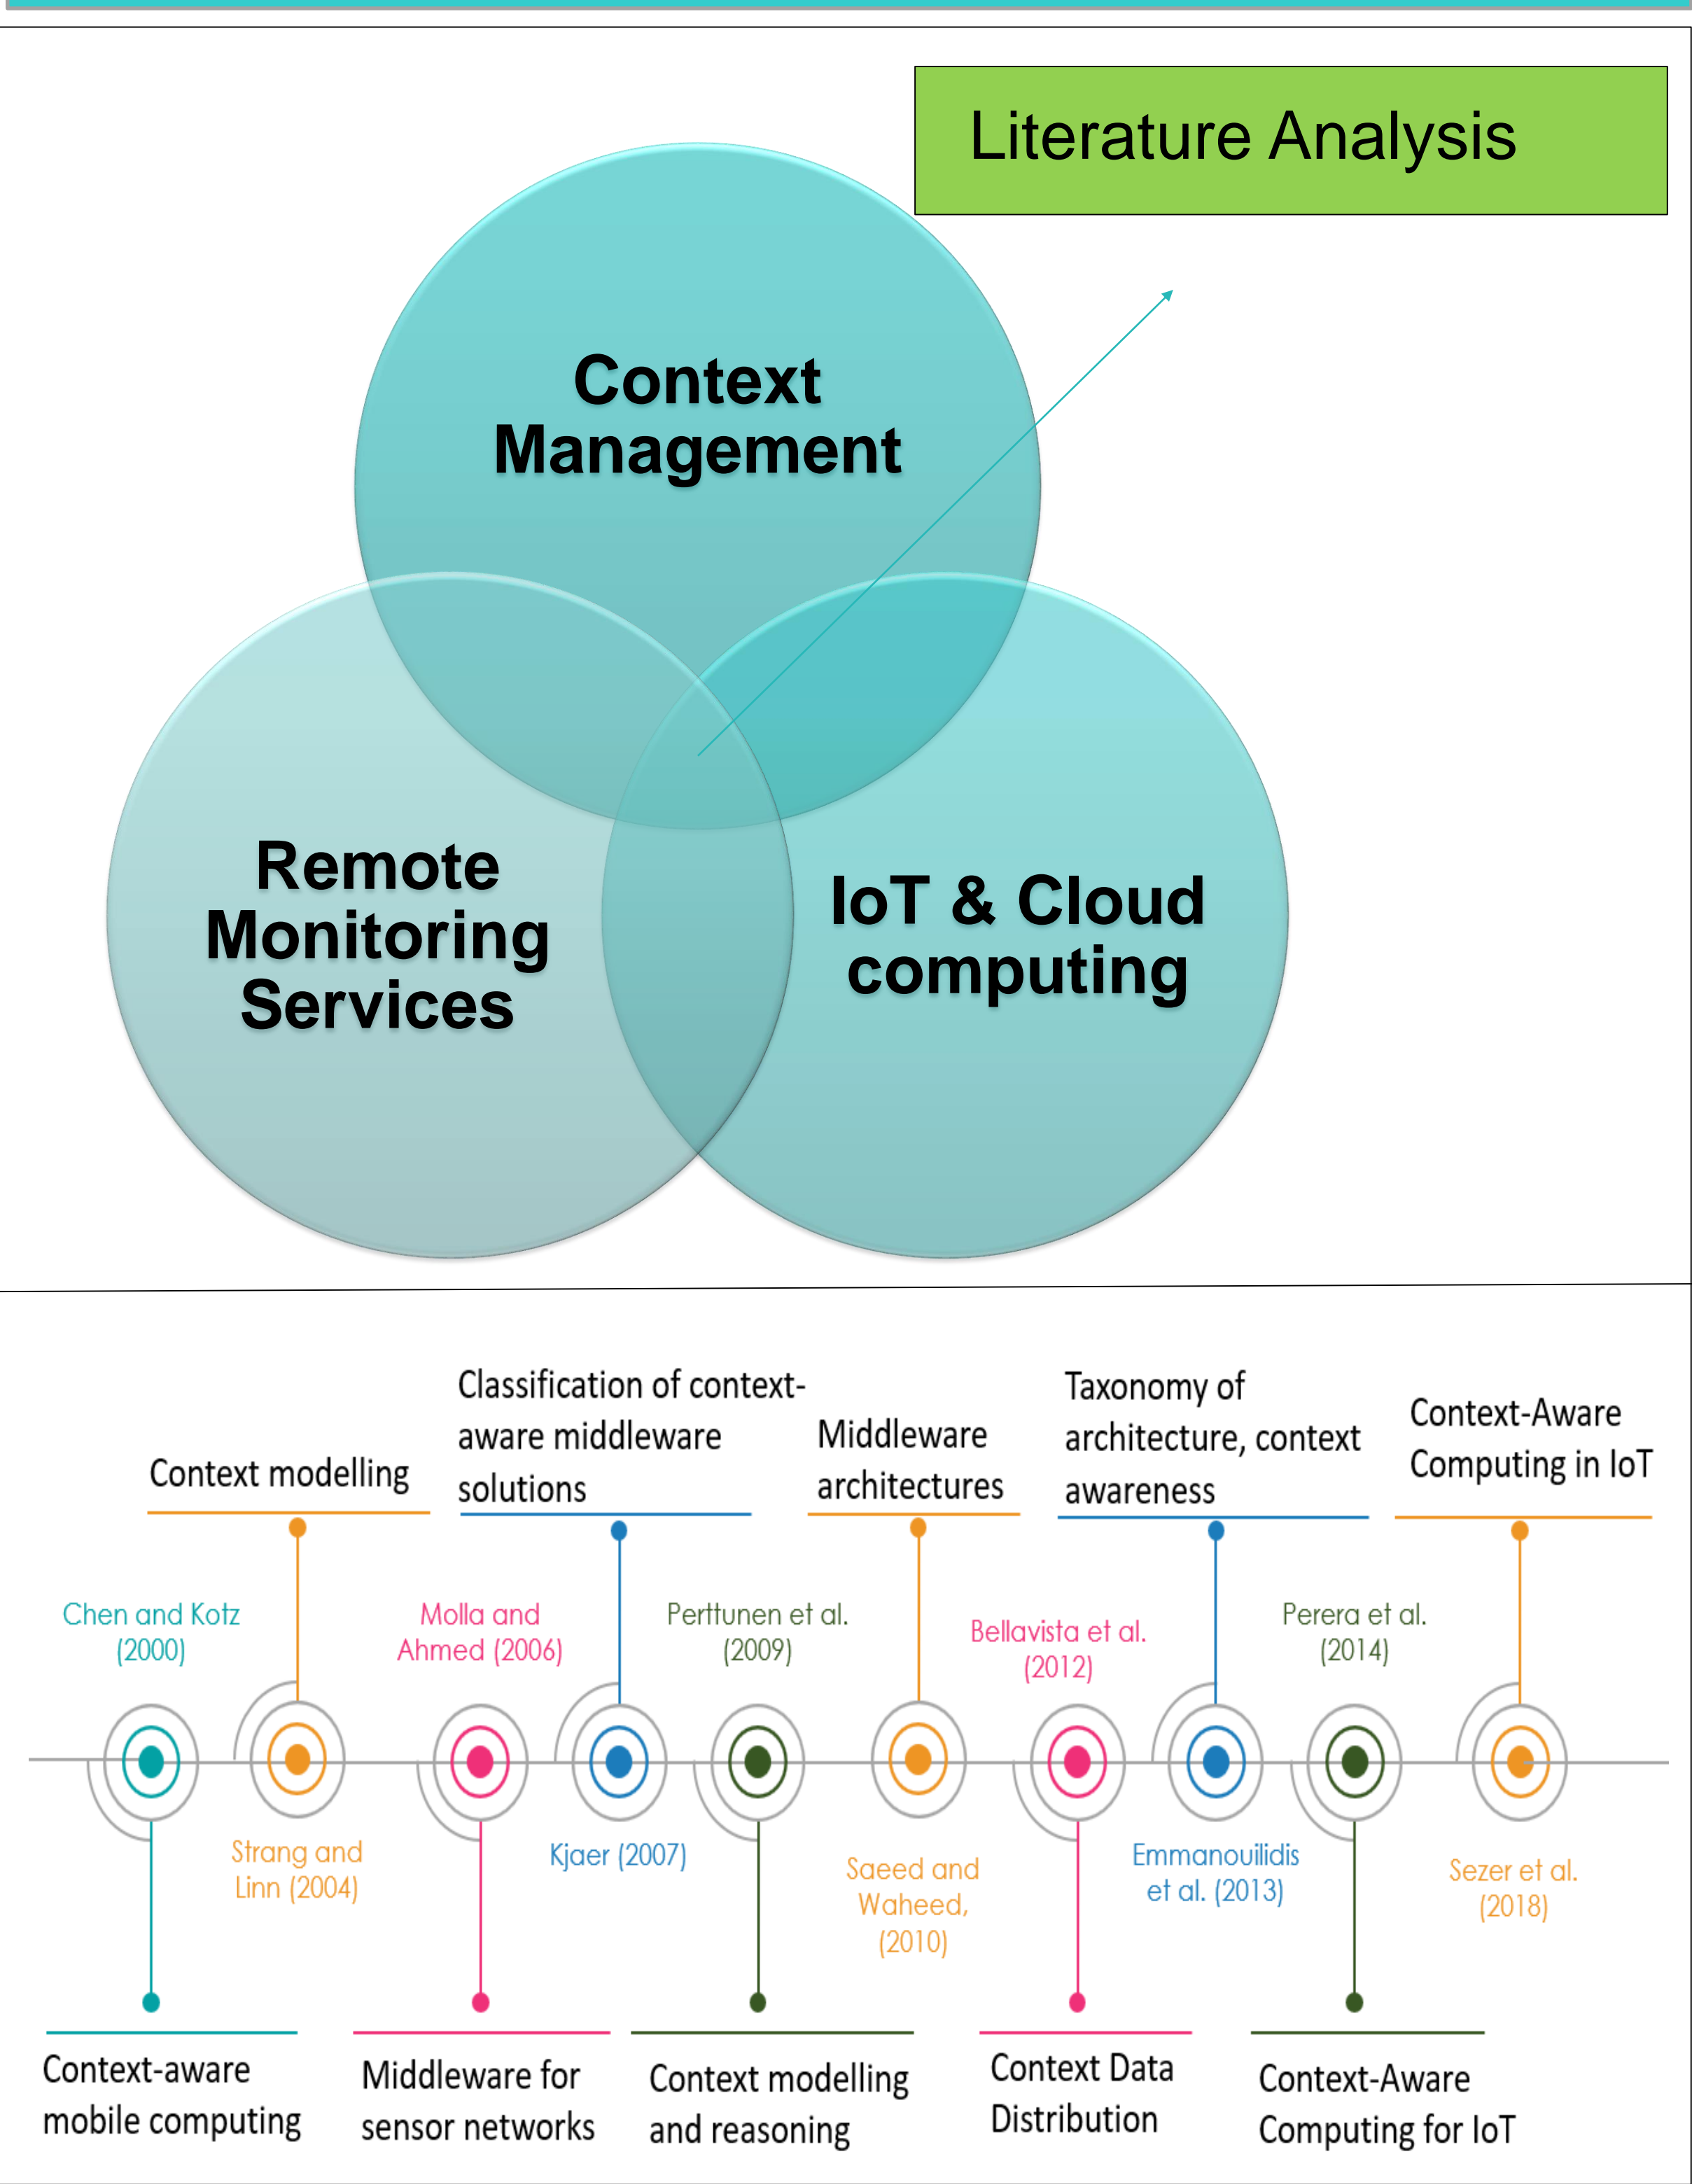 Literature Analysis
Context
Management
Remote
Monitoring
Services
IoT & Cloud
computing
Context modelling
Classification of context-
aware middleware
solutions
Middleware
architectures
Taxonomy of
architecture, context
awareness
Context-Aware
Computing in IoT
Chen and Kotz
(2000)
Molla and
Ahmed (2006)
Perttunen et al.
(2009)
Bellavista et al.
(2012)
Perera et al.
(2014)
Strang and
Linn (2004)
Kjaer (2007)
Saeed and
Waheed,
(2010)
Emmanouilidis
et al. (2013)
Sezer et al.
(2018)
Context-aware
mobile computing
Middleware for
sensor networks
Context modelling
and reasoning
Context Data
Distribution
Context-Aware
Computing for IoT